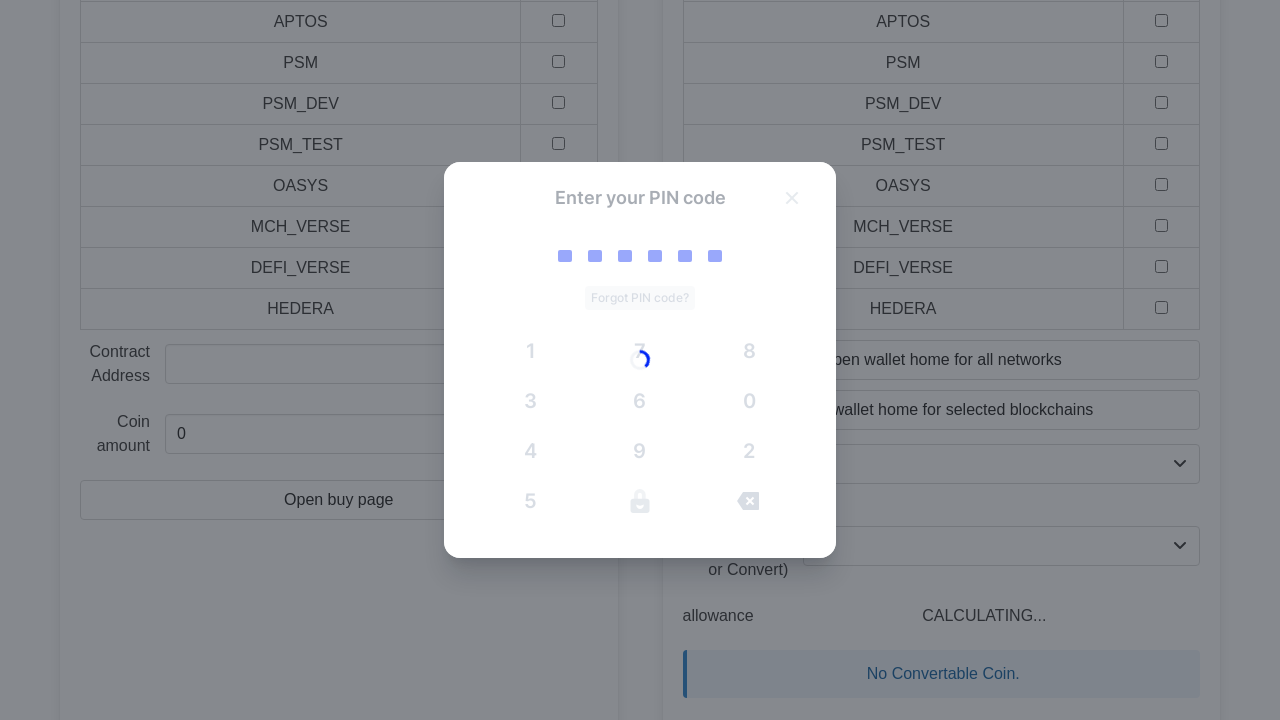 APTOS
PSM
PSM_DEV
PSM_TEST
OASYS
MCH_VERSE
DEFI_VERSE
HEDERA
Contract
Address
Coin
amount
0
Open buy page
APTOS
PSM
PSM_DEV
PSM_TEST
OASYS
MCH_VERSE
DEFI_VERSE
HEDERA
wallet home for all networks
wallet home for selected blockchains
or Convert)
allowance CALCULATING...
No Convertable Coin.
Enter your PIN code
Forgot PIN code?
1 7 8
3 6 0
4 9 2
5